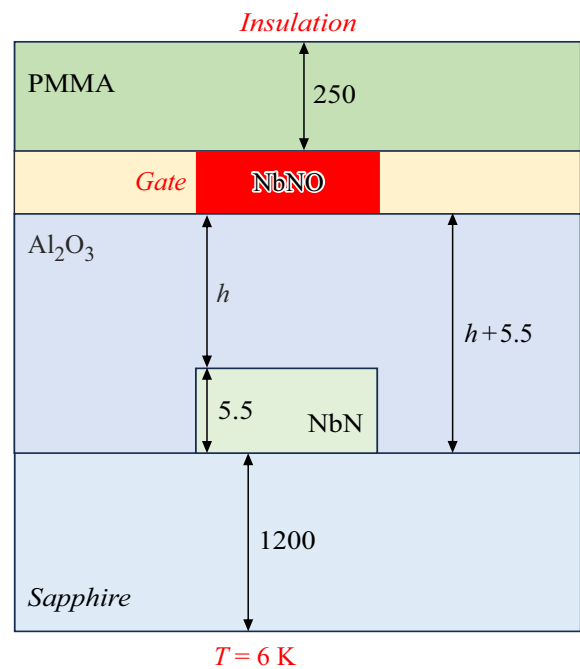 Insulation
PMMA
250
Gate
NbNO
Al₂O₃
h
h + 5.5
5.5
NbN
1200
Sapphire
T = 6 K